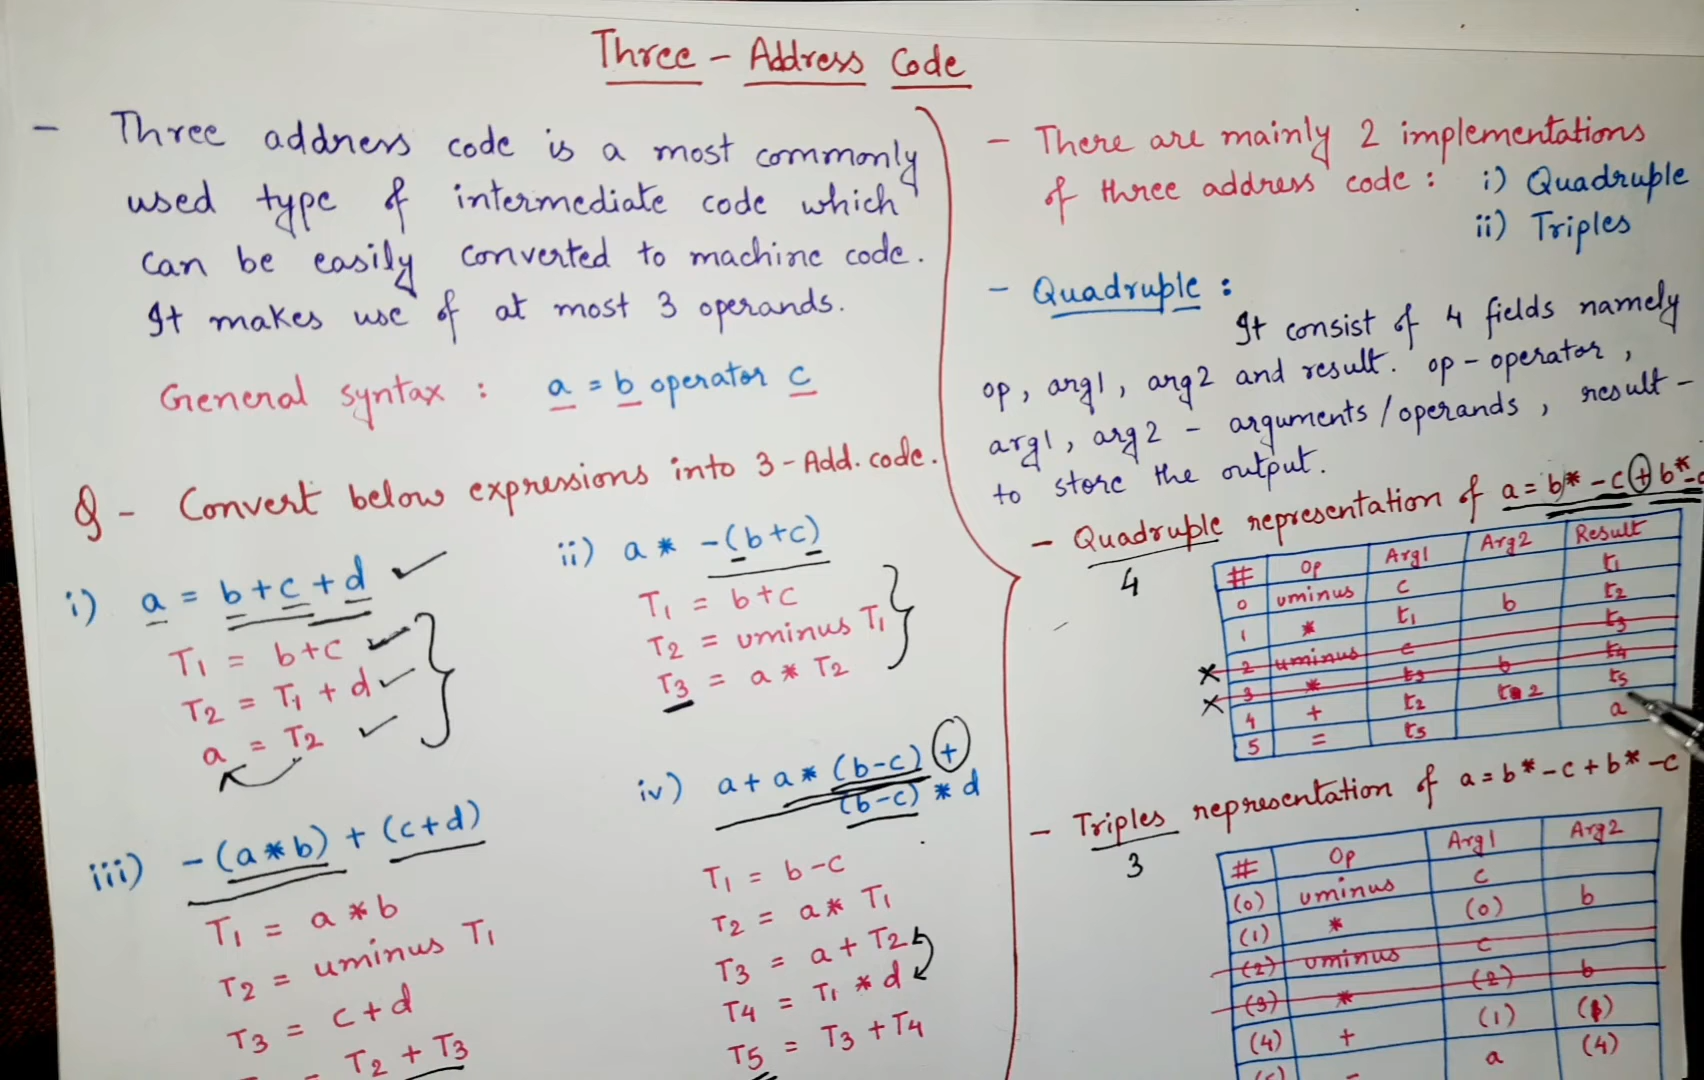 Three - Address Code
- Three address code is a most commonly
used type of intermediate code which
can be easily converted to machine code.
It makes use of at most 3 operands.
General syntax : a = b operator c
Q - Convert below expressions into 3-Add. code.
i) a = b + c + d
T1 = b+c
T2 = T1 + d
a = T2
ii) a * -(b+c)
T1 = b+c
T2 = uminus T1
T3 = a * T2
iii) -(a*b) + (c+d)
T1 = a * b
T2 = uminus T1
T3 = c+d
T2 + T3
iv) a + a * (b-c) +
(b-c) * d
T1 = b-c
T2 = a * T1
T3 = a + T2
T4 = T1 * d
T5 = T3 + T4
- There are mainly 2 implementations
of three address code : i) Quadruple
ii) Triples
- Quadruple :
It consist of 4 fields namely
op, arg1, arg2 and result. op - operator,
arg1, arg2 - arguments/operands, result -
to store the output.
- Quadruple representation of a = b* -c + b* -c
4
# Op Arg1 Arg2 Result
0 uminus c t1
1 * t1 b t2
x 2 uminus c t3
x 3 * t3 b t4
4 + t2 t2 t5
5 = t5 a
- Triples representation of a = b* -c + b* -c
3
# Op Arg1 Arg2
(0) uminus c
(1) * (0) b
(2) uminus c
(3) * (2) b
(4) + (1) (1)
a (4)